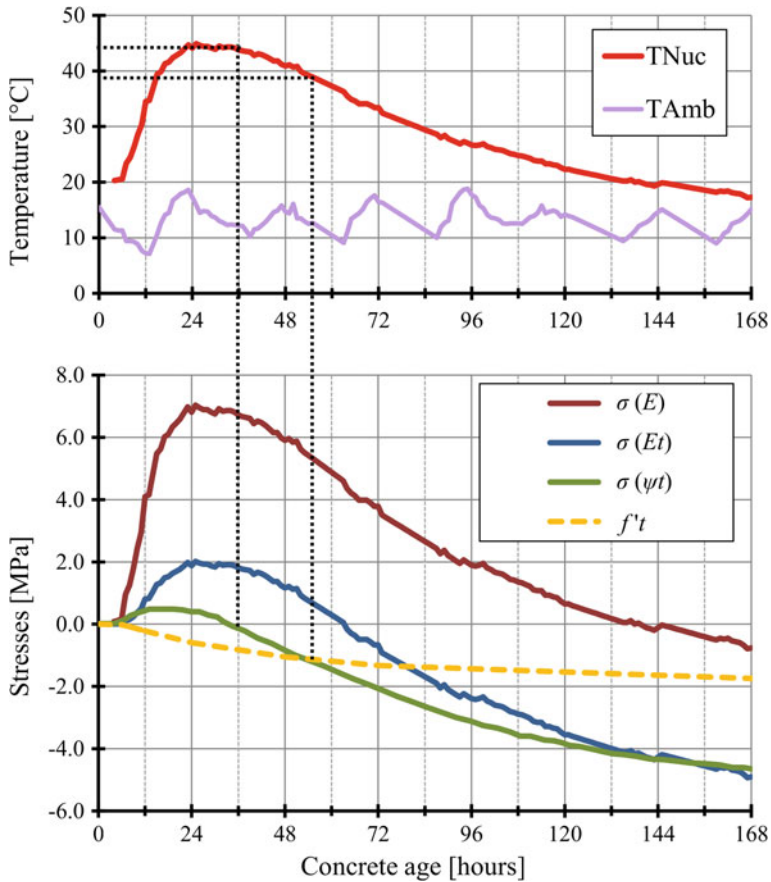 Temperature [°C]
50
40
30
20
10
0
TNuc
TAmb
0 24 48 72 96 120 144 168
Stresses [MPa]
8.0
6.0
4.0
2.0
0.0
-2.0
-4.0
-6.0
σ (E)
σ (Et)
σ (ψt)
f't
0 24 48 72 96 120 144 168
Concrete age [hours]